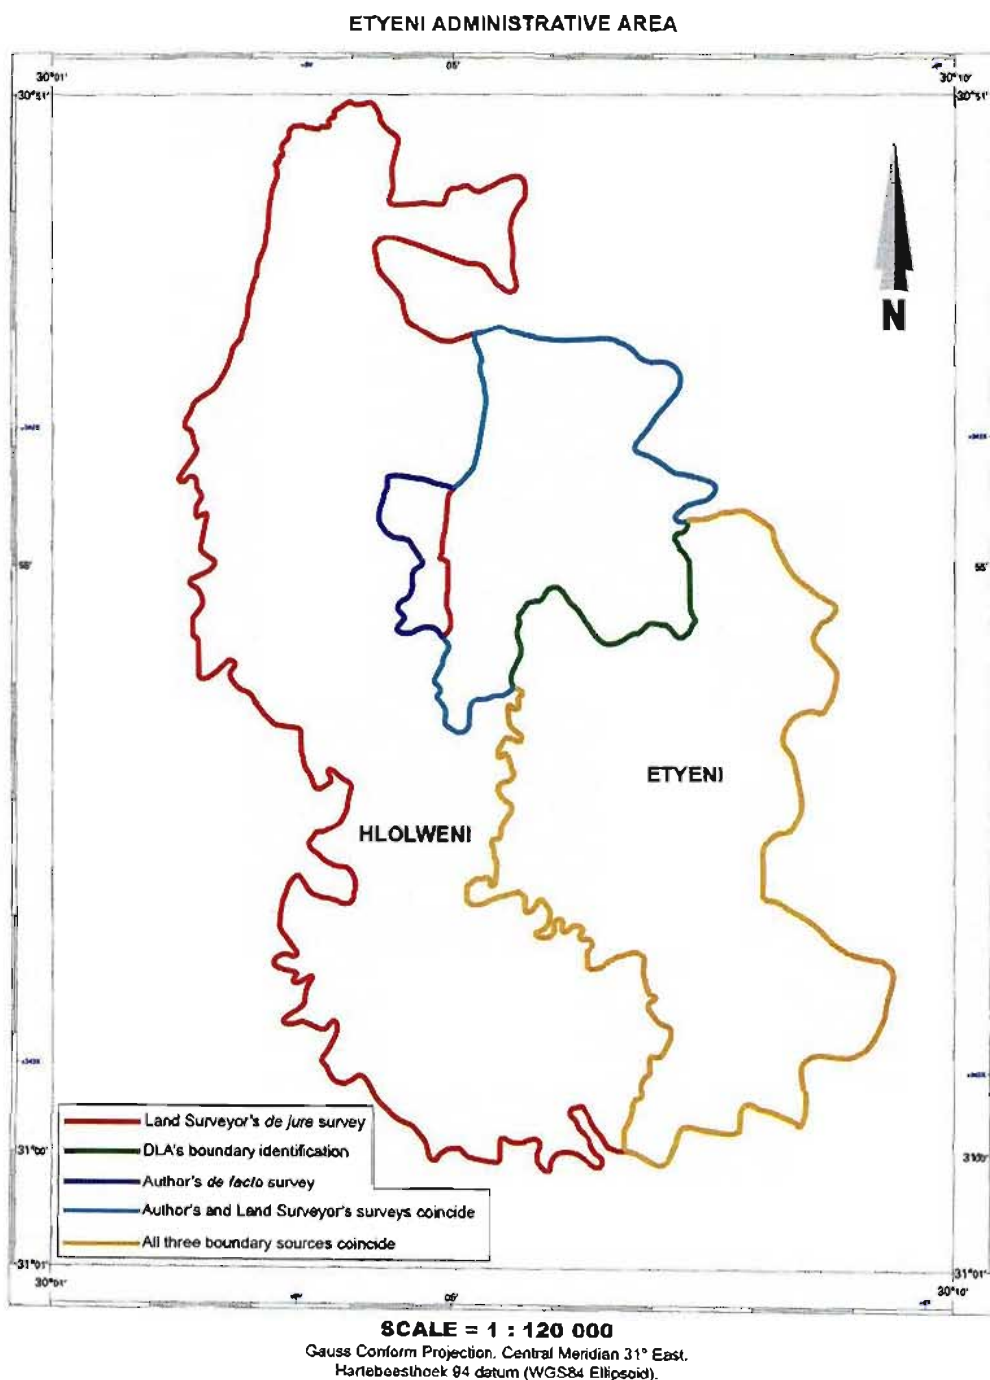 ETYENI ADMINISTRATIVE AREA
30°01'
05'
30°10'
30°51'
30°51'
N
55'
55'
ETYENI
HLOLWENI
Land Surveyor's de jure survey
DLA's boundary identification
Author's de facto survey
Author's and Land Surveyor's surveys coincide
All three boundary sources coincide
31°00'
31°00'
31°01'
31°01'
30°01'
05'
30°10'
SCALE = 1 : 120 000
Gauss Conform Projection. Central Meridian 31° East.
Hartebeesthoek 94 datum (WGS84 Ellipsoid).